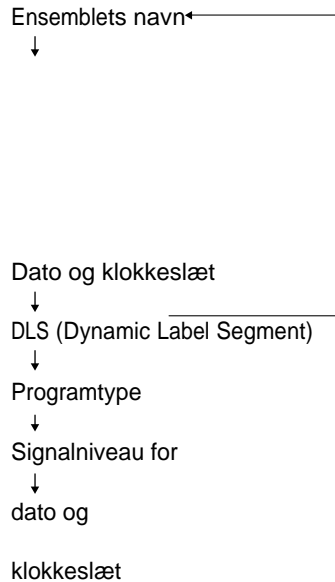 Ensemblets navn
Dato og klokkeslæt
DLS (Dynamic Label Segment)
Programtype
Signalniveau for
dato og
klokkeslæt